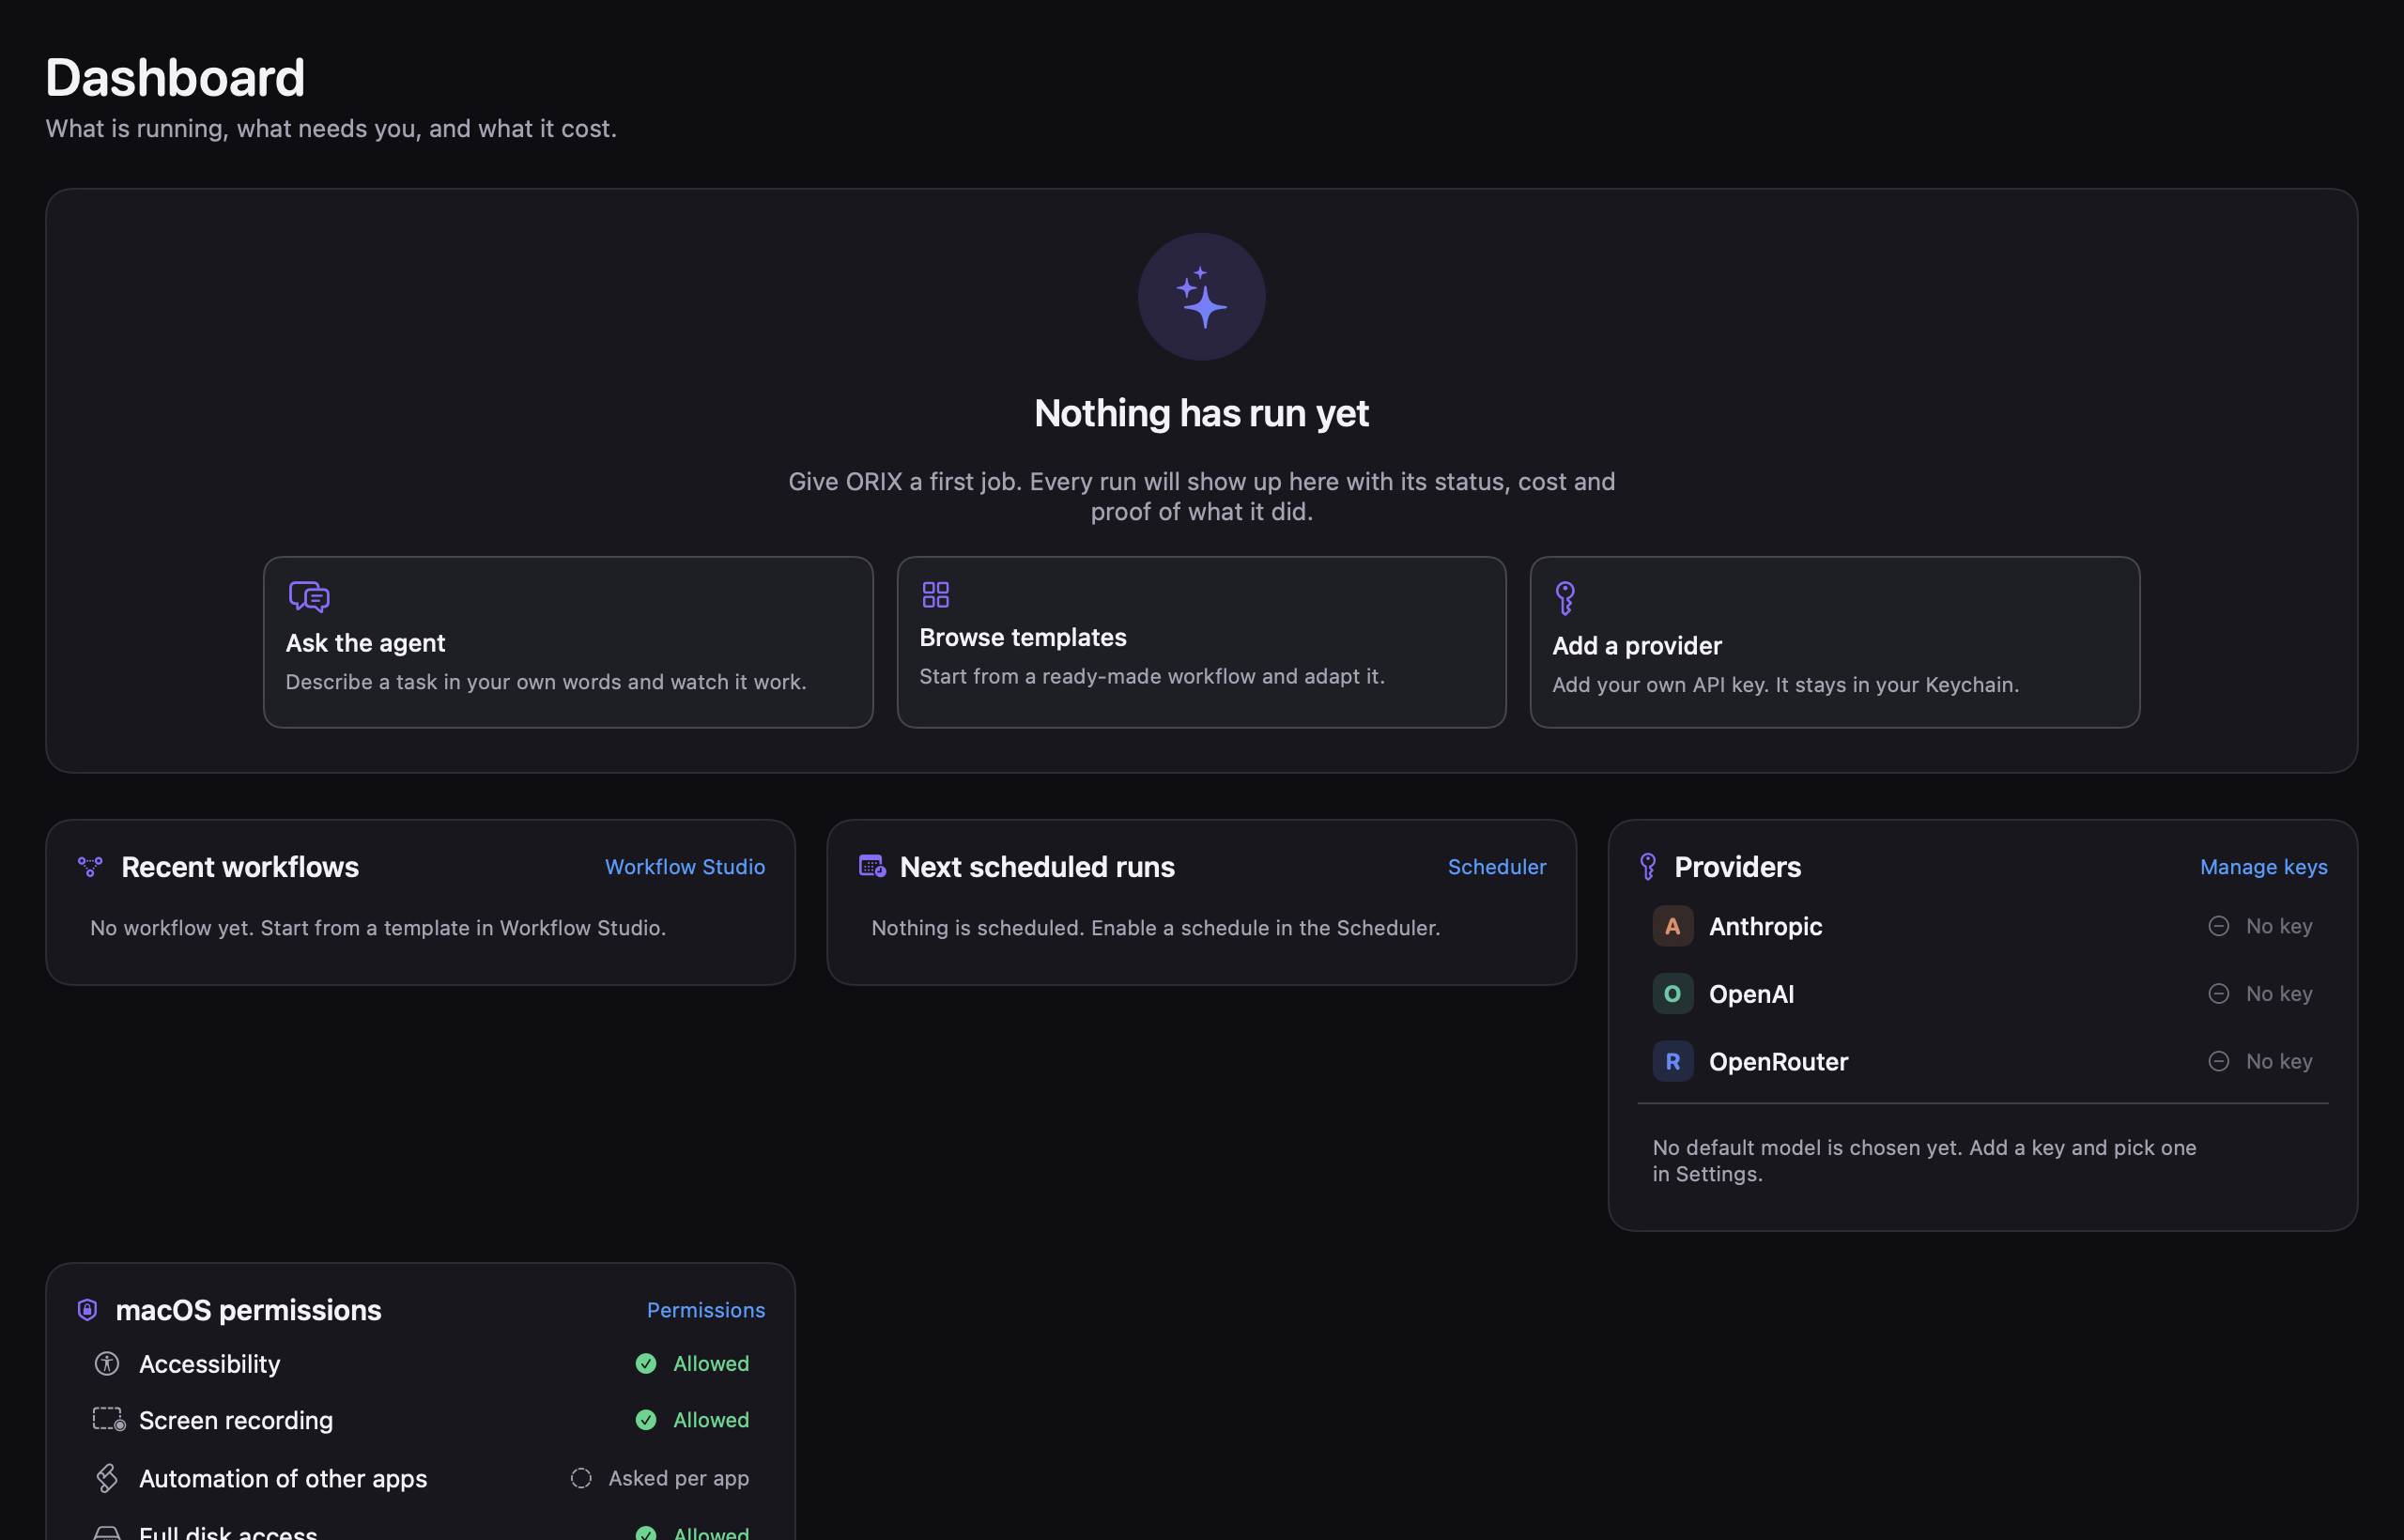 Dashboard
What is running, what needs you, and what it cost.
Nothing has run yet
Give ORIX a first job. Every run will show up here with its status, cost and
proof of what it did.
Ask the agent
Describe a task in your own words and watch it work.
Browse templates
Start from a ready-made workflow and adapt it.
Add a provider
Add your own API key. It stays in your Keychain.
Recent workflows
Workflow Studio
No workflow yet. Start from a template in Workflow Studio.
Next scheduled runs
Scheduler
Nothing is scheduled. Enable a schedule in the Scheduler.
Providers
Manage keys
A Anthropic No key
O OpenAI No key
R OpenRouter No key
No default model is chosen yet. Add a key and pick one
in Settings.
macOS permissions
Permissions
Accessibility Allowed
Screen recording Allowed
Automation of other apps Asked per app
Full disk access Allowed